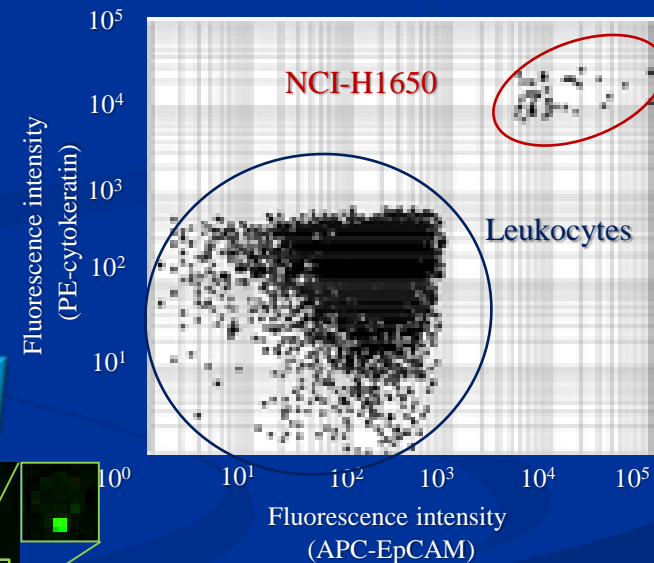 10⁵
NCI-H1650
10⁴
Fluorescence intensity
(PE-cytokeratin)
10³
Leukocytes
10²
10¹
10⁰ 10¹ 10² 10³ 10⁴ 10⁵
Fluorescence intensity
(APC-EpCAM)